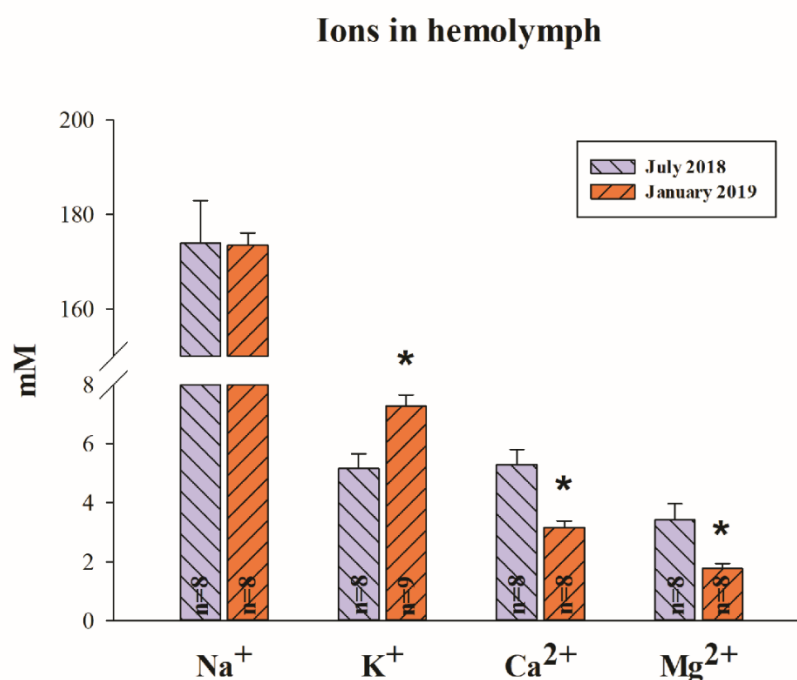 Ions in hemolymph
200
180
160
8
6
4
2
0
mM
July 2018
January 2019
*
*
*
n=8
n=8
n=8
n=9
n=8
n=8
n=8
n=8
Na⁺
K⁺
Ca²⁺
Mg²⁺